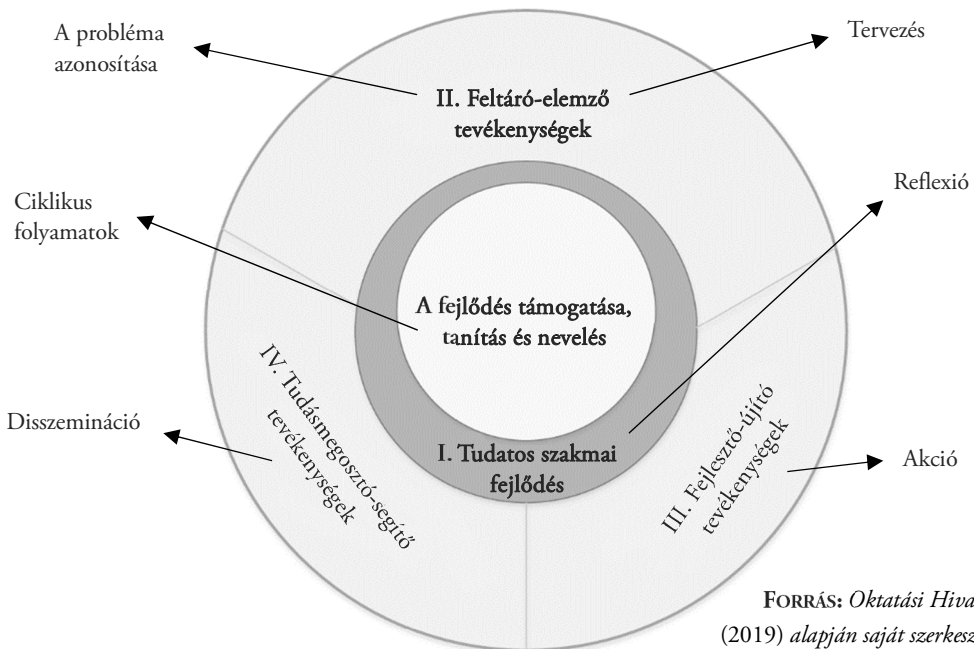 A probléma
azonosítása
Tervezés
II. Feltáró-elemző
tevékenységek
Reflexió
Ciklikus
folyamatok
A fejlődés támogatása,
tanítás és nevelés
IV. Tudásmegosztó-segítő
tevékenységek
Disszemináció
I. Tudatos szakmai
fejlődés
III. Fejlesztő-újító
tevékenységek
Akció
FORRÁS: Oktatási Hiva
(2019) alapján saját szerkesz